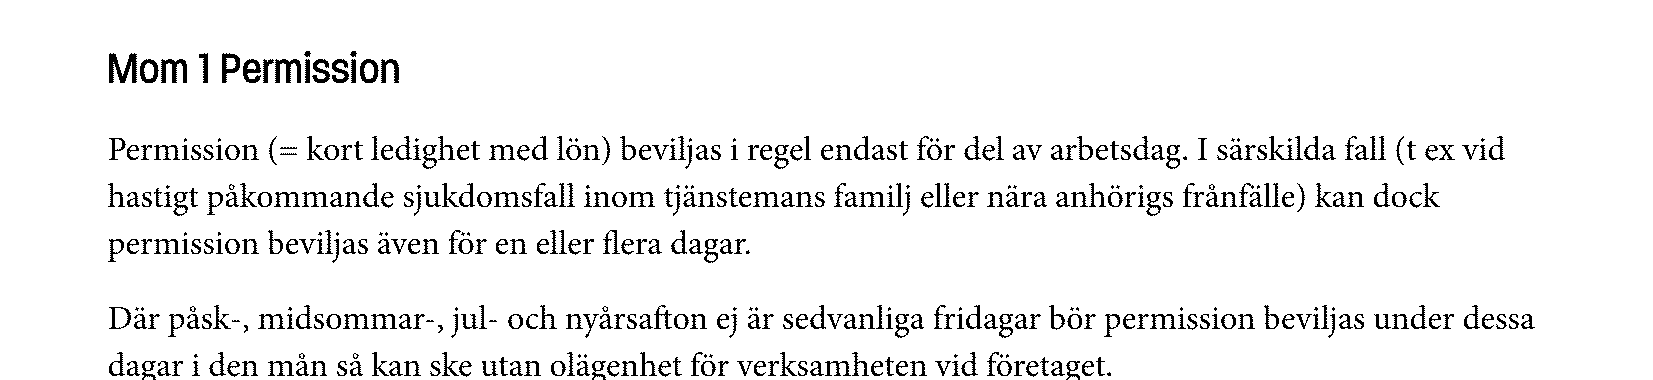 Mom 1 Permission
Permission (= kort ledighet med lön) beviljas i regel endast för del av arbetsdag. I särskilda fall (t ex vid
hastigt påkommande sjukdomsfall inom tjänstemans familj eller nära anhörigs frånfälle) kan dock
permission beviljas även för en eller flera dagar.
Där påsk-, midsommar-, jul- och nyårsafton ej är sedvanliga fridagar bör permission beviljas under dessa
dagar i den mån så kan ske utan olägenhet för verksamheten vid företaget.